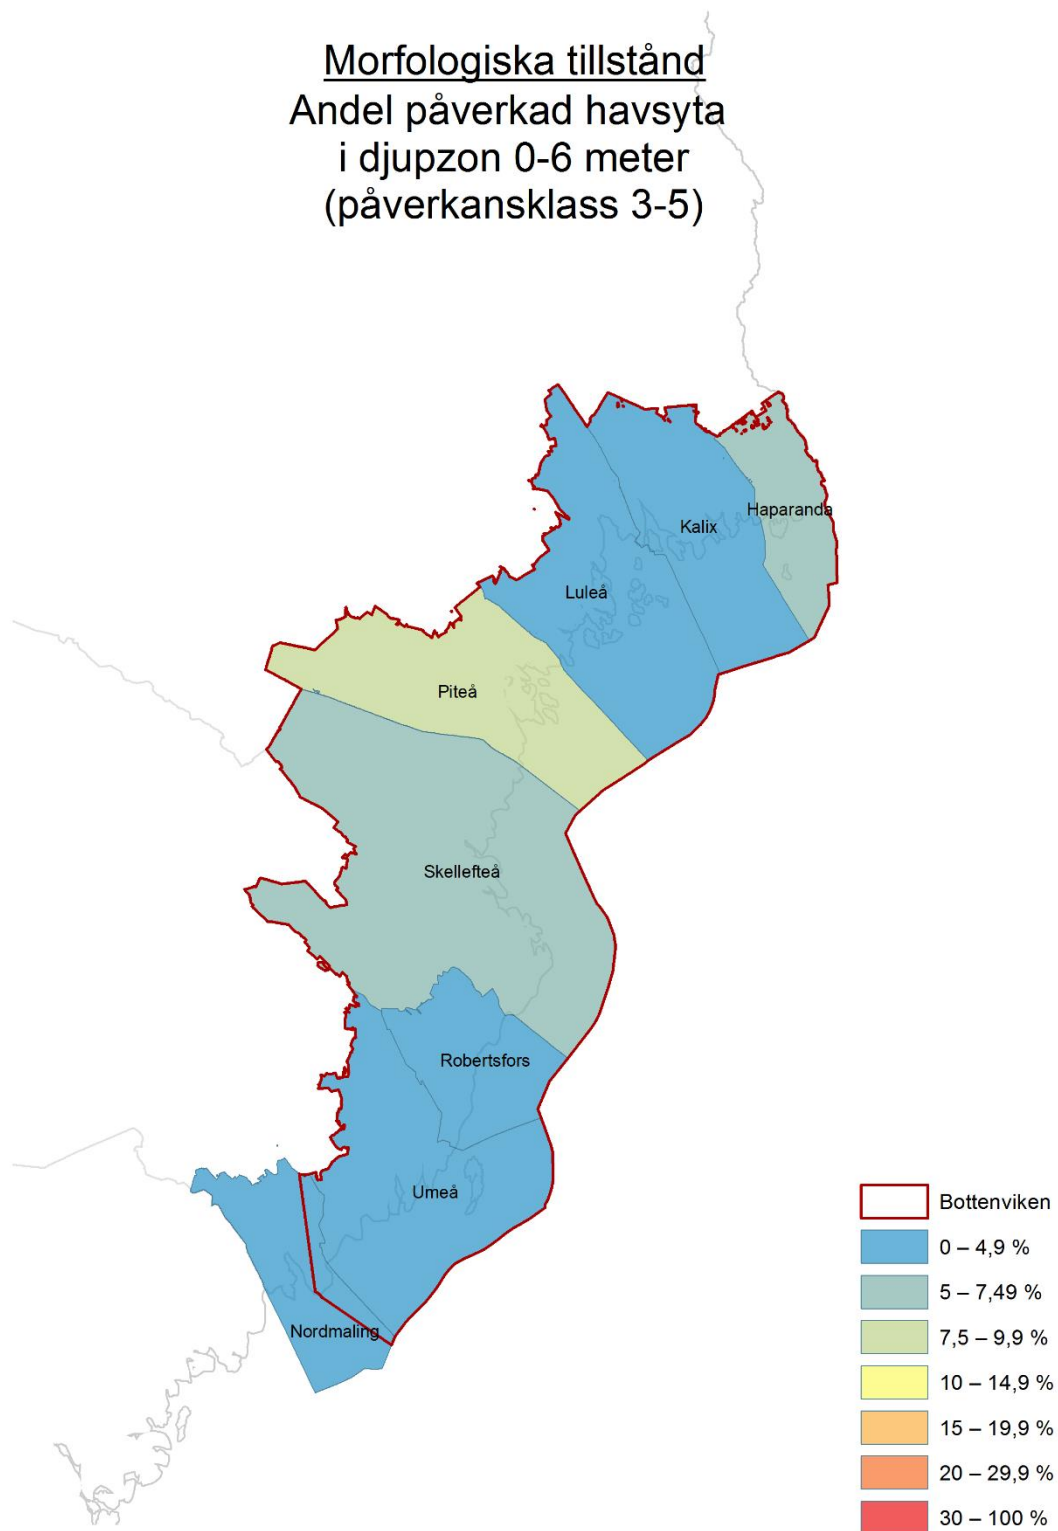 Morfologiska tillstånd
Andel påverkad havsyta
i djupzon 0-6 meter
(påverkansklass 3-5)
Haparanda
Kalix
Luleå
Piteå
Skellefteå
Robertsfors
Umeå
Nordmaling
Bottenviken
0 – 4,9 %
5 – 7,49 %
7,5 – 9,9 %
10 – 14,9 %
15 – 19,9 %
20 – 29,9 %
30 – 100 %